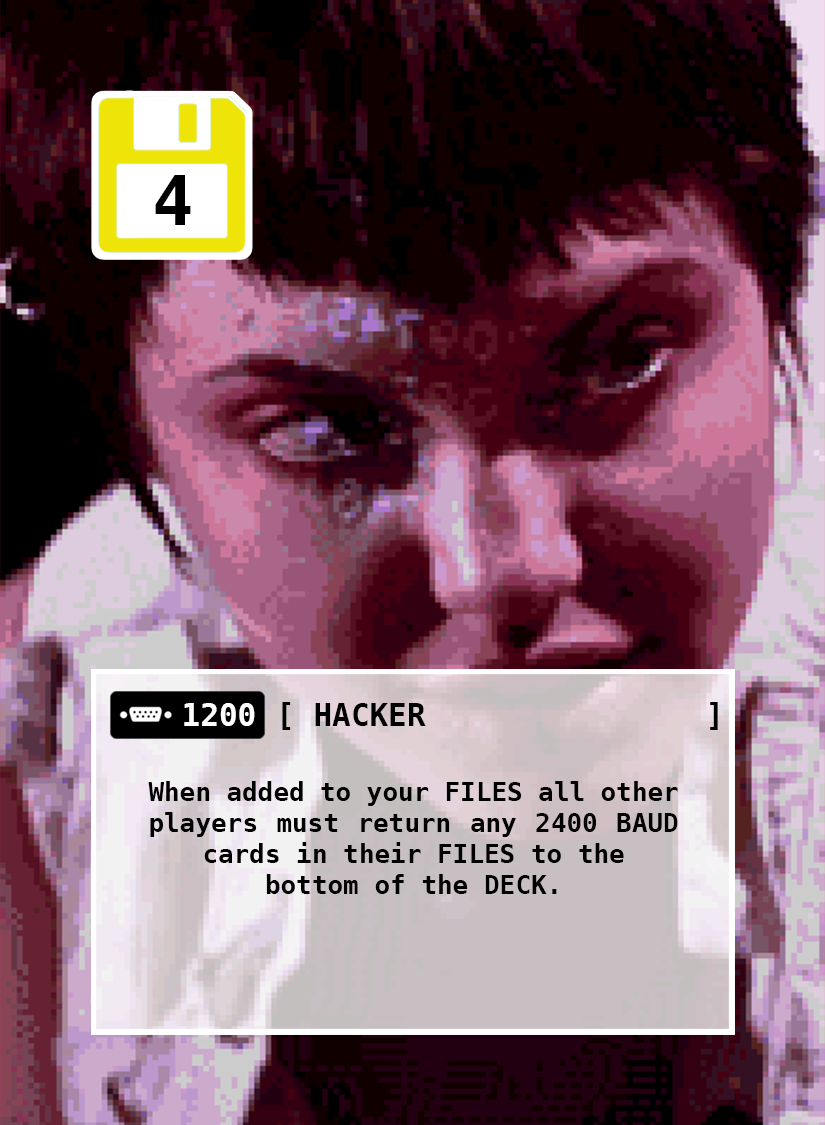 4
1200 [ HACKER ]
When added to your FILES all other
players must return any 2400 BAUD
cards in their FILES to the
bottom of the DECK.